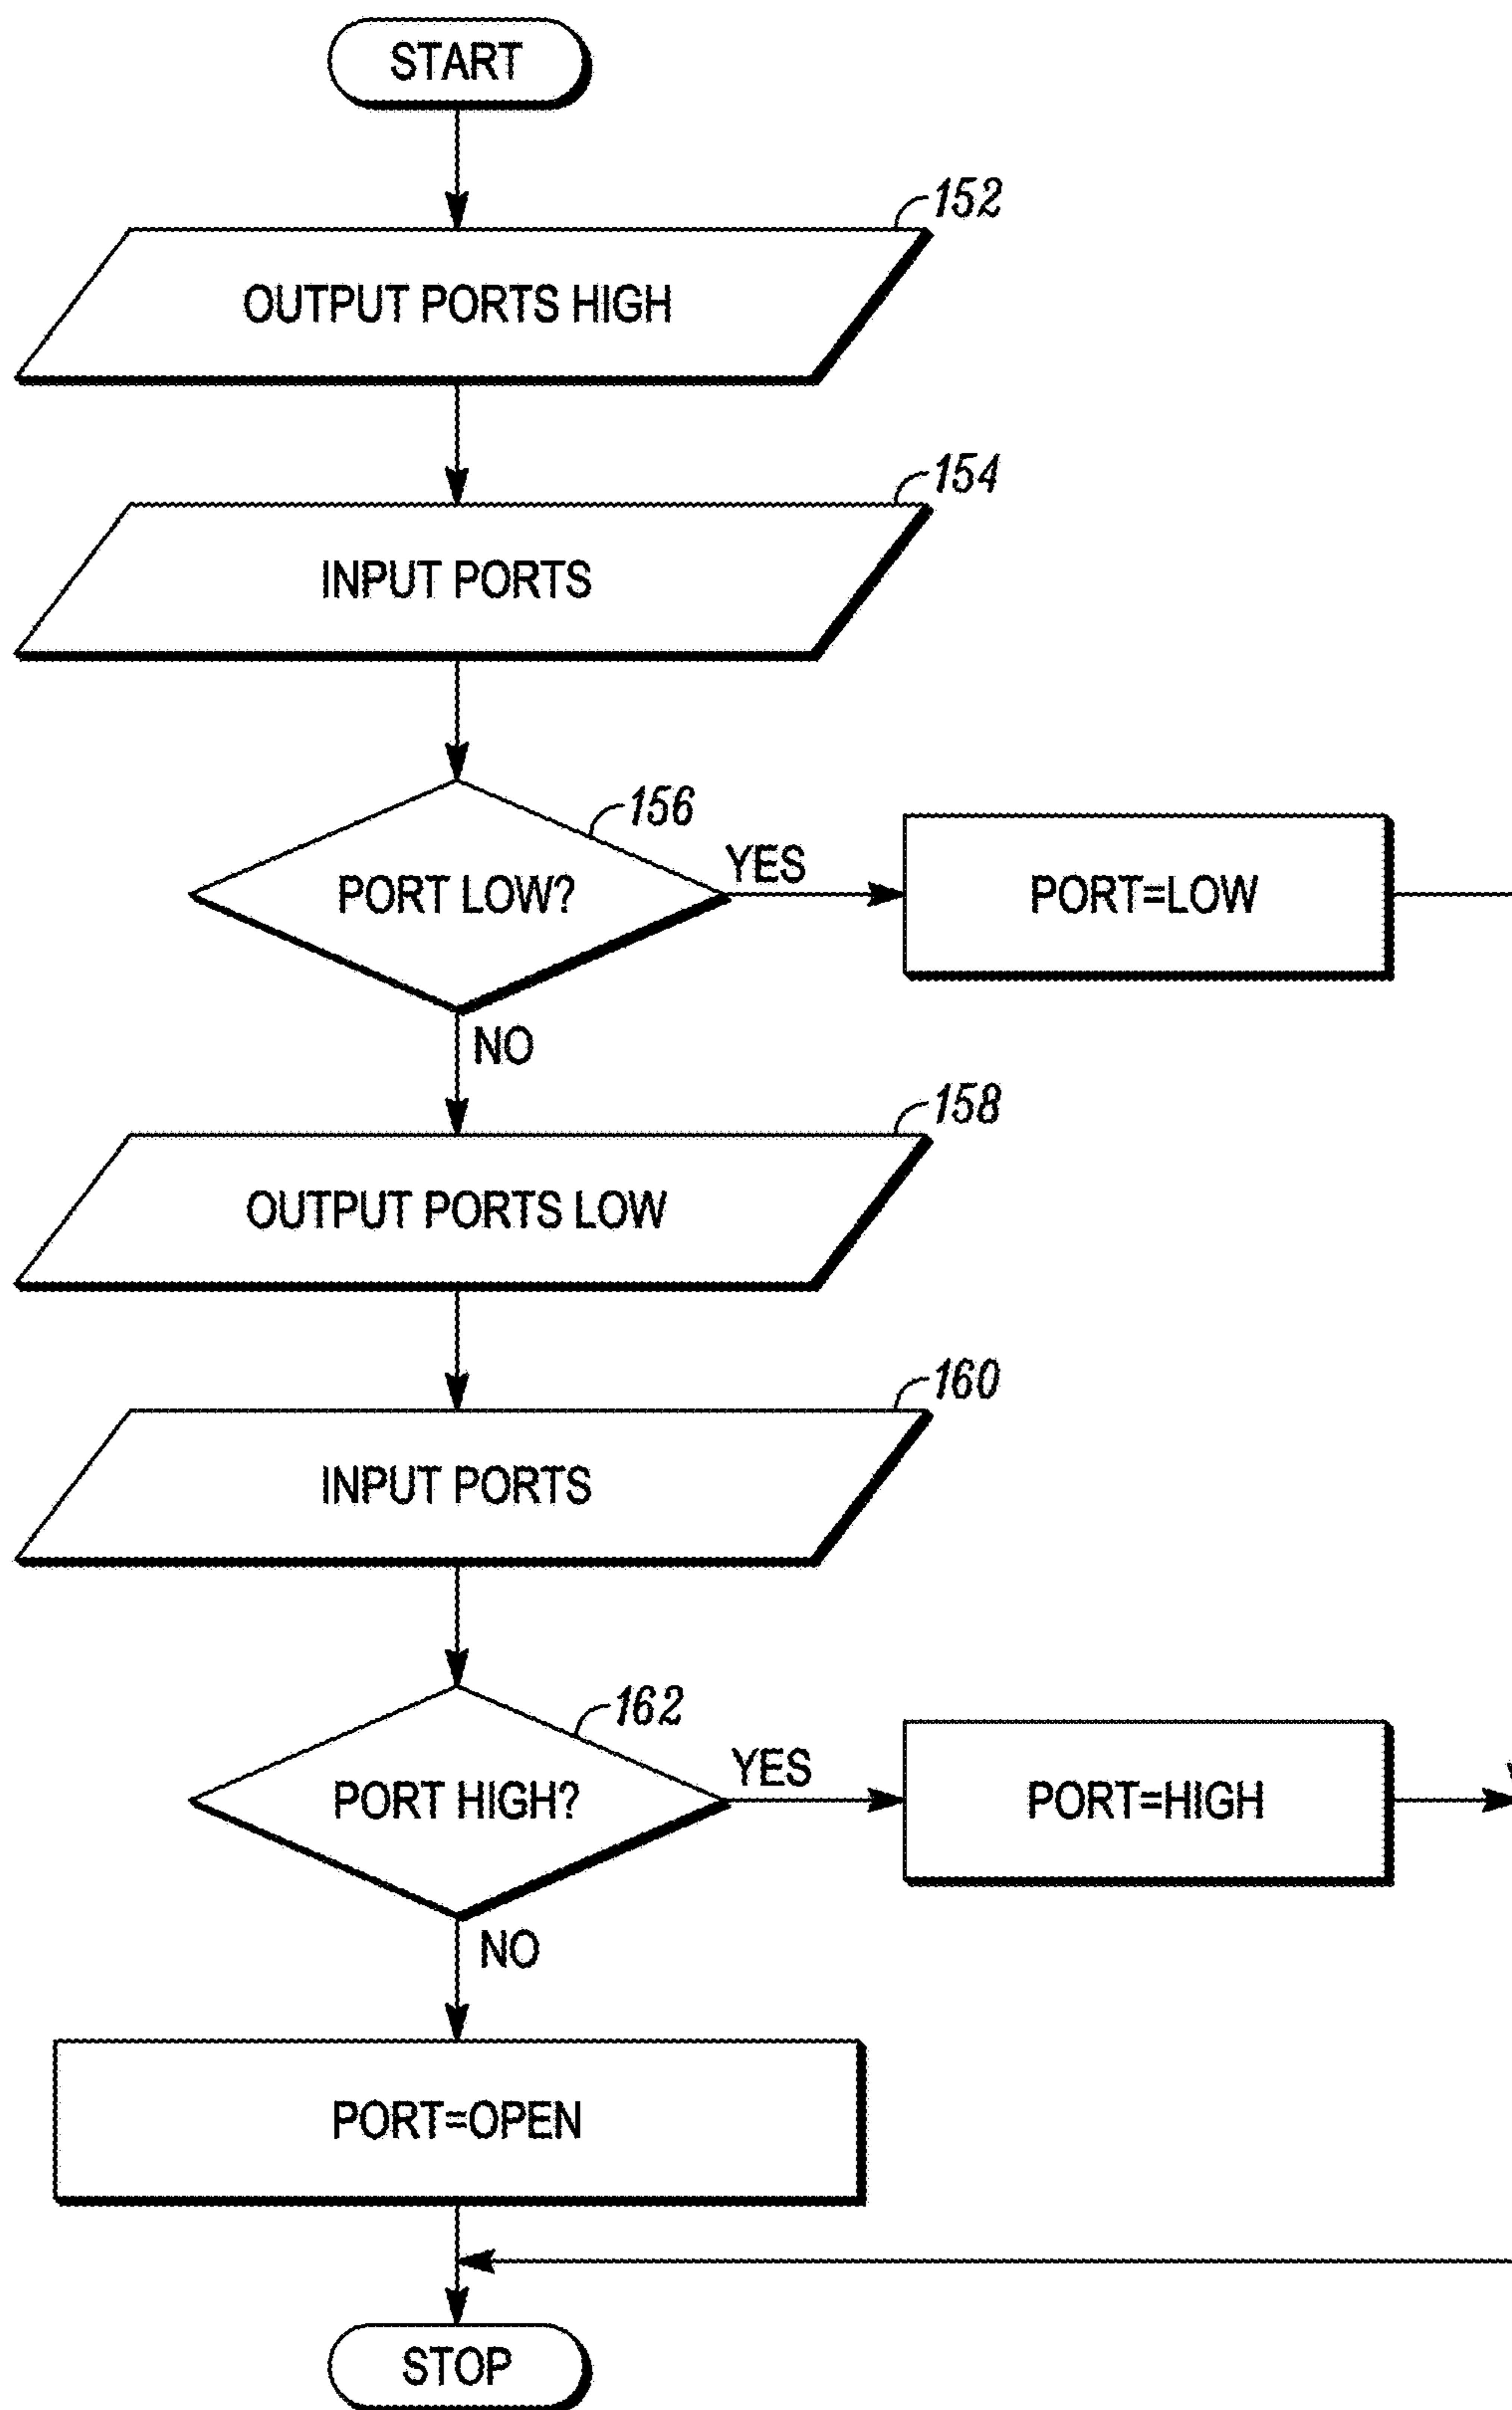 START
152
OUTPUT PORTS HIGH
154
INPUT PORTS
156
PORT LOW?
YES
PORT=LOW
NO
158
OUTPUT PORTS LOW
160
INPUT PORTS
162
PORT HIGH?
YES
PORT=HIGH
NO
PORT=OPEN
STOP